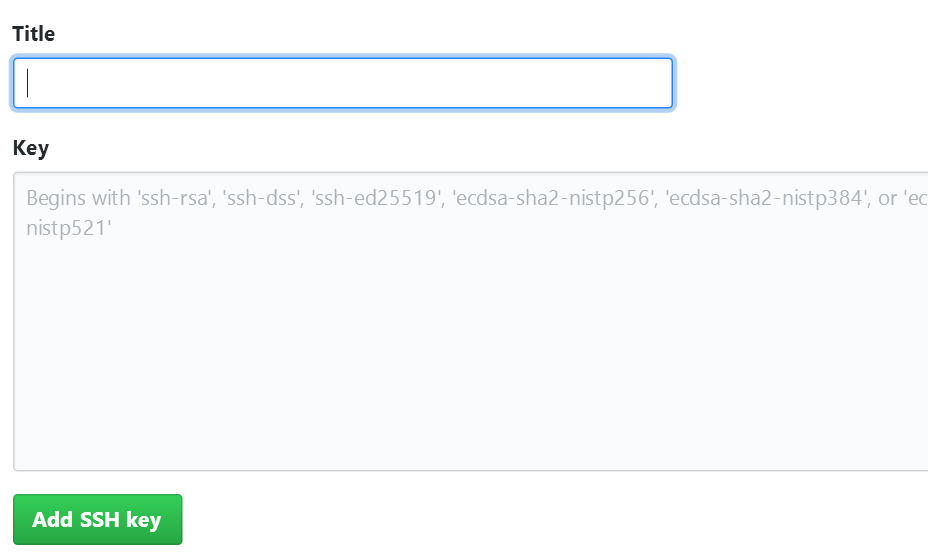 Title
Key
Begins with 'ssh-rsa', 'ssh-dss', 'ssh-ed25519', 'ecdsa-sha2-nistp256', 'ecdsa-sha2-nistp384', or 'ec
nistp521'
Add SSH key